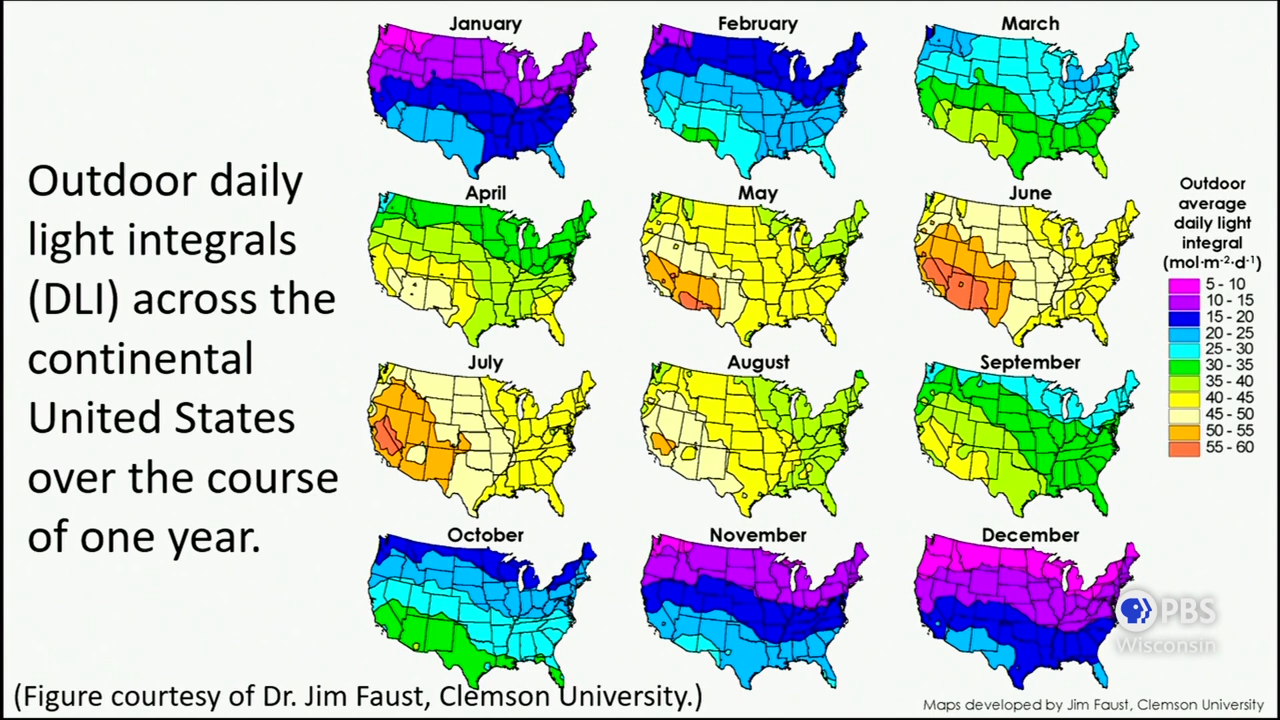 Outdoor daily
light integrals
(DLI) across the
continental
United States
over the course
of one year.
January
February
March
April
May
June
July
August
September
October
November
December
Outdoor
average
daily light
integral
(mol·m⁻²·d⁻¹)
5 - 10
10 - 15
15 - 20
20 - 25
25 - 30
30 - 35
35 - 40
40 - 45
45 - 50
50 - 55
55 - 60
PBS
Wisconsin
(Figure courtesy of Dr. Jim Faust, Clemson University.)
Maps developed by Jim Faust, Clemson University